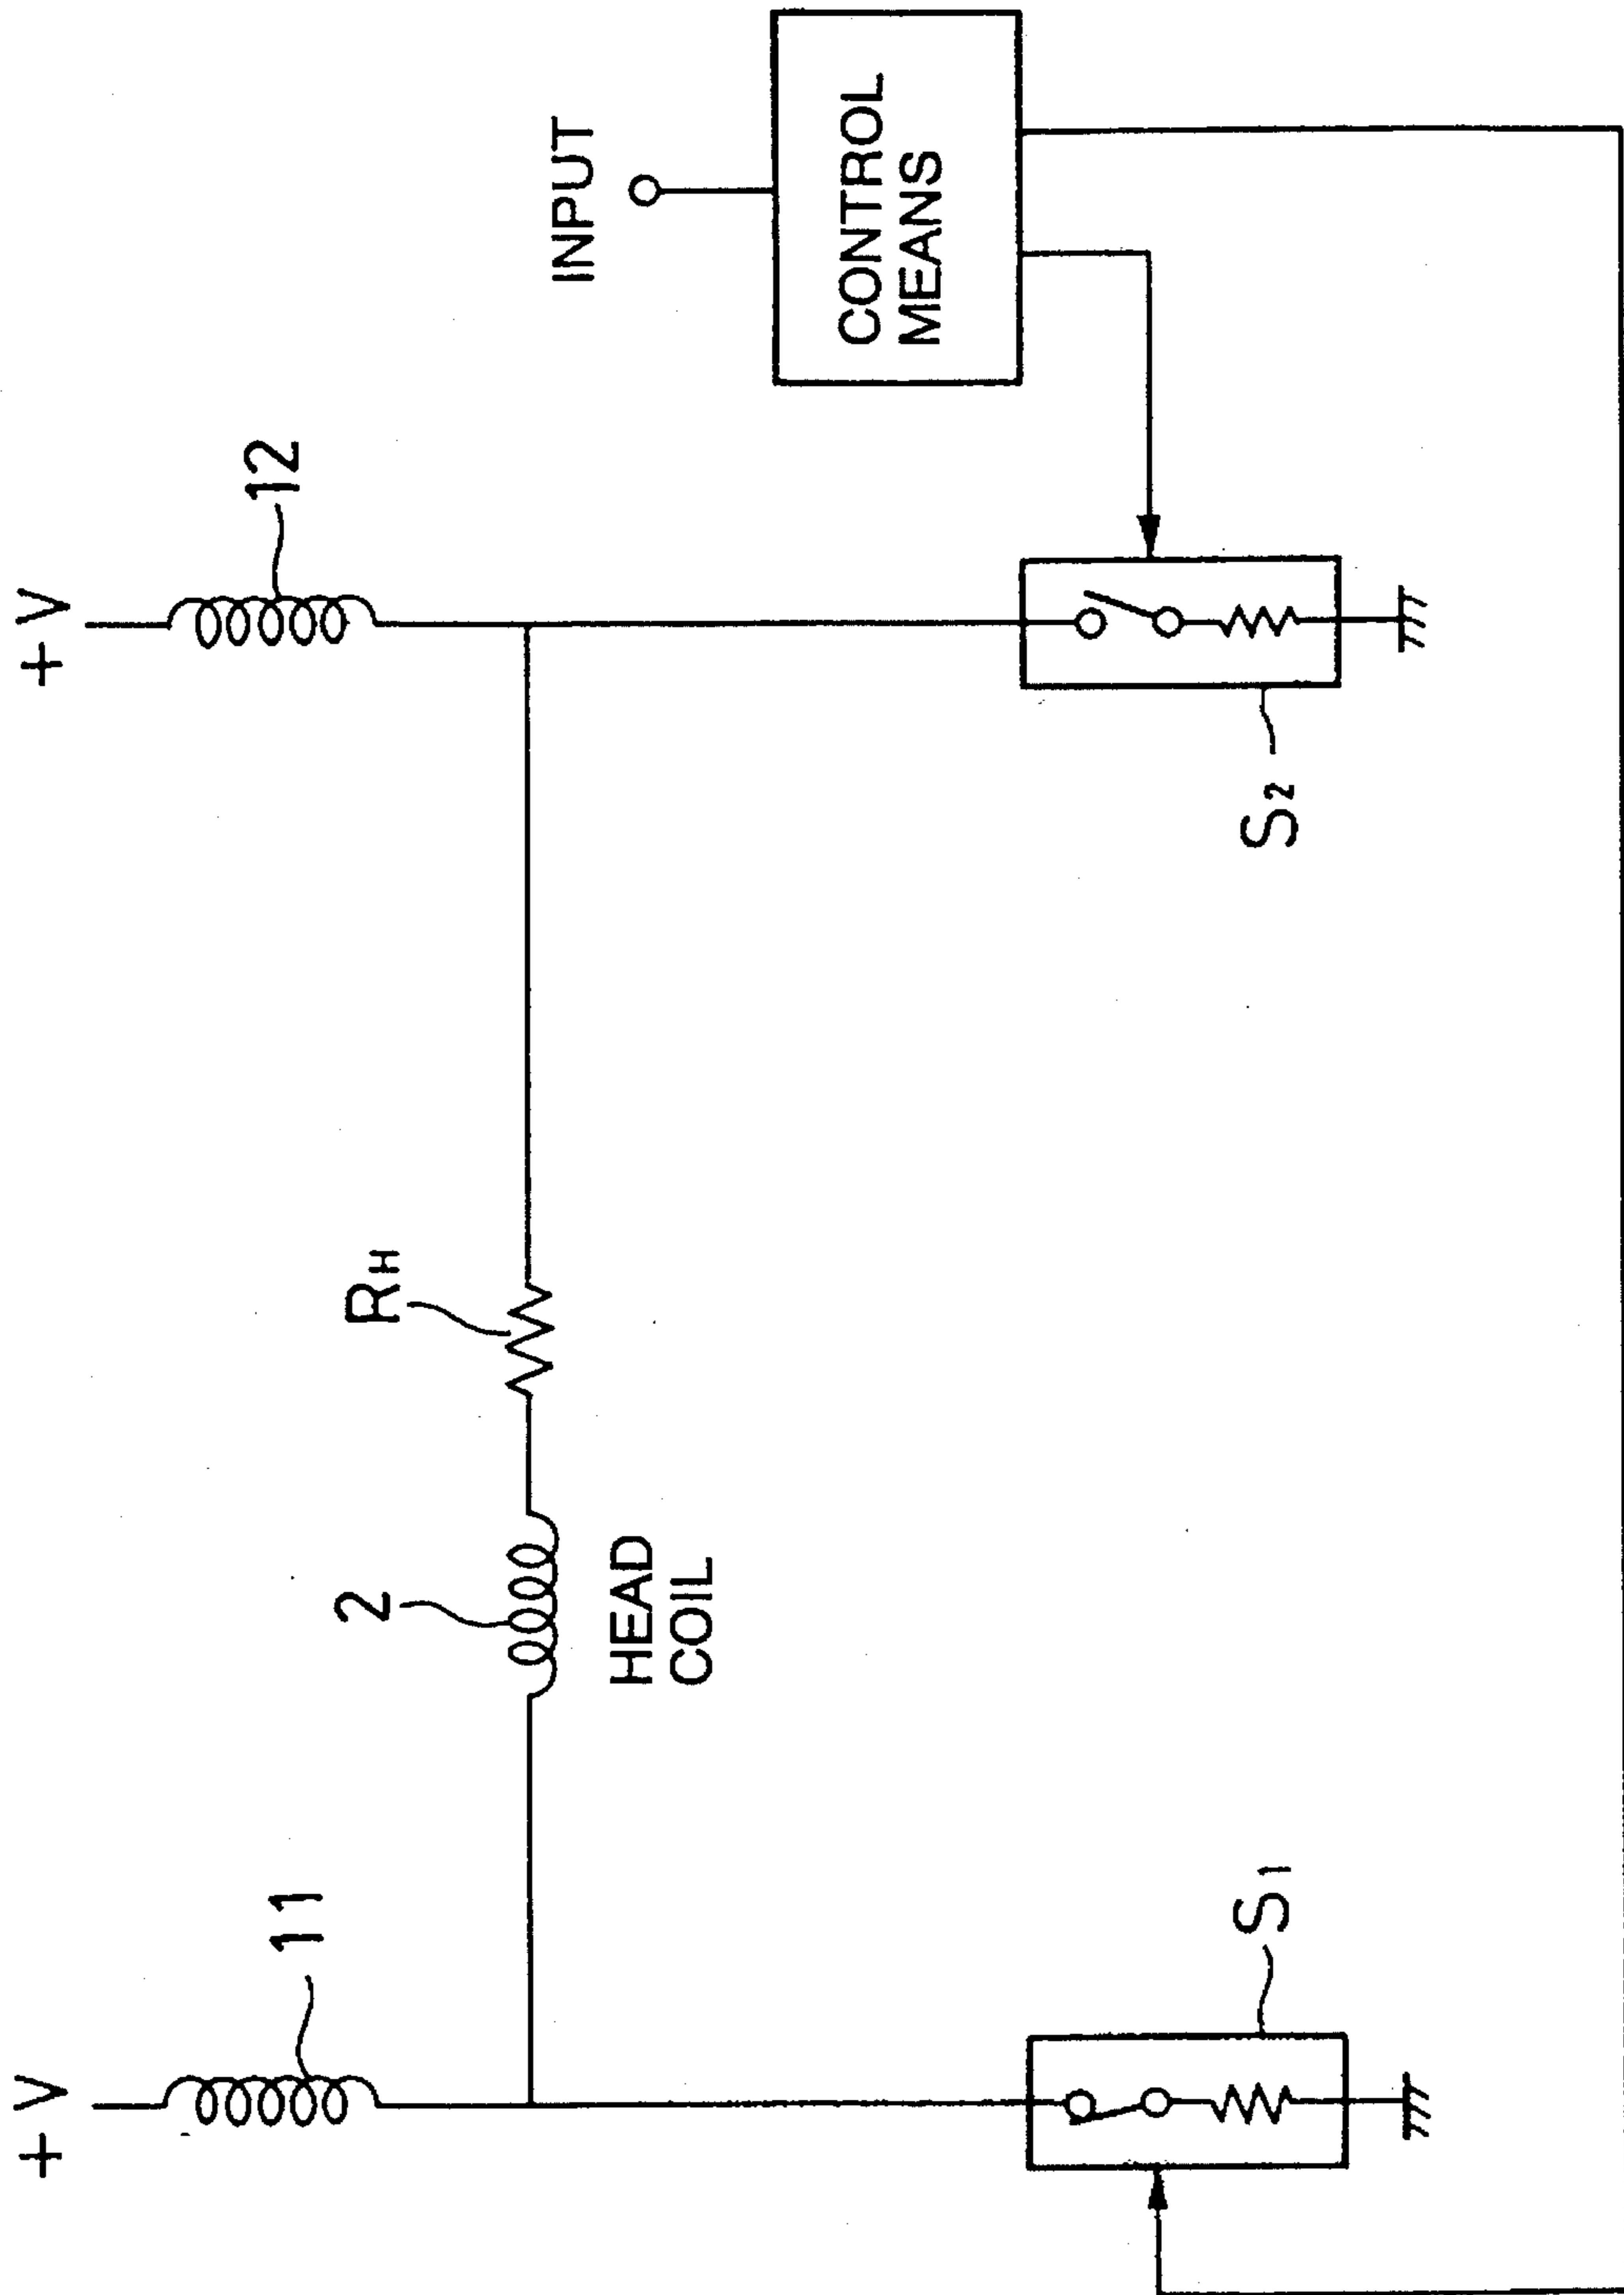 +V
+V
11
12
2
RH
HEAD
COIL
INPUT
CONTROL
MEANS
S1
S2